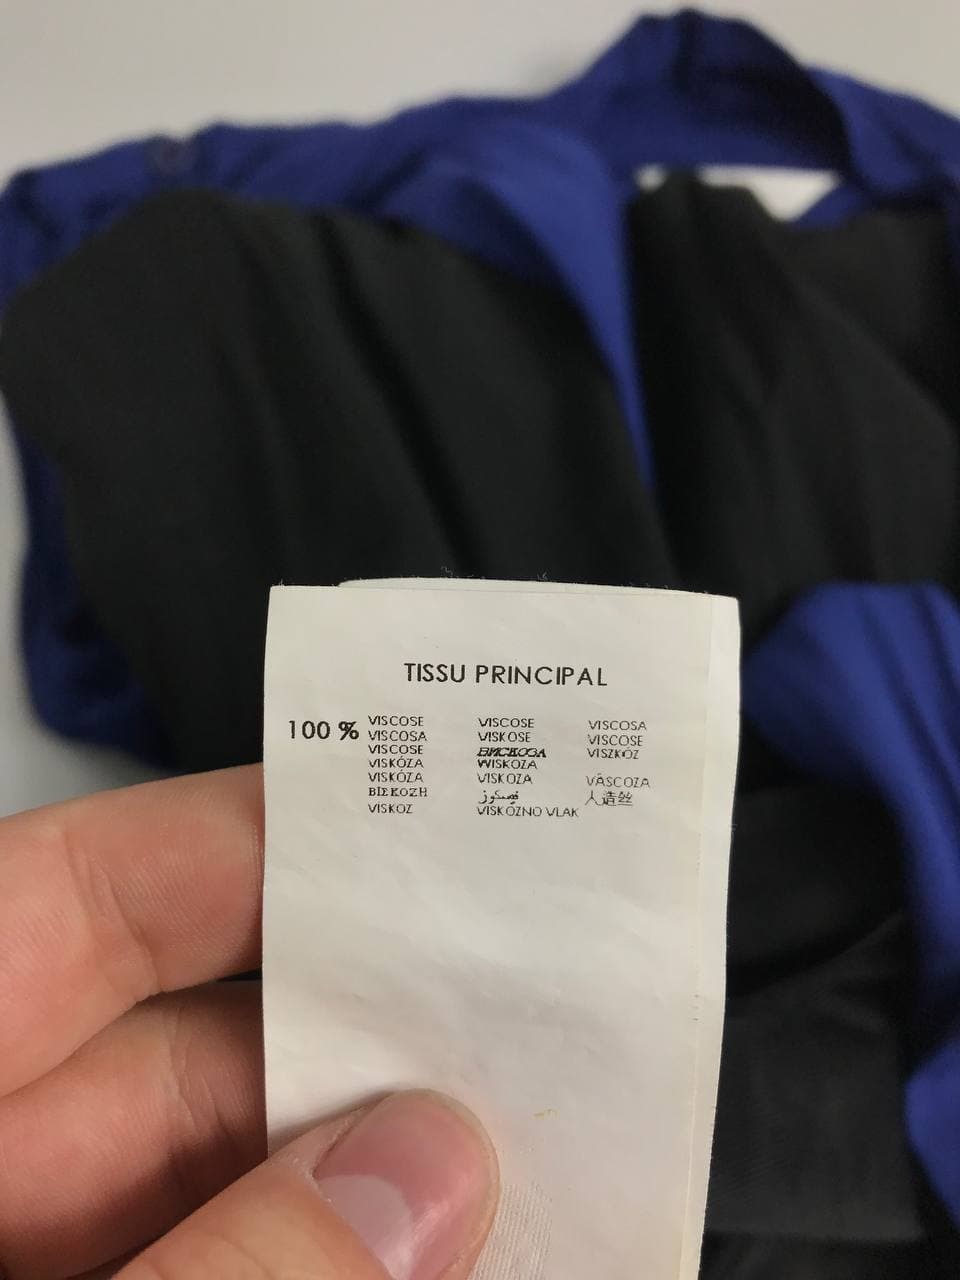 TISSU PRINCIPAL
100 % VISCOSE VISCOSE VISCOSA
VISCOSA VISKOSE VISCOSE
VISCOSE ВИСКОЗА VISZKÓZ
VISKÓZA WISKOZA
VISKÓZA VISKOZA VÂSCOZA
ΒΙΣΚΟΖΗ فيسكوز 人造丝
VISKOZ VISKOZNO VLAK